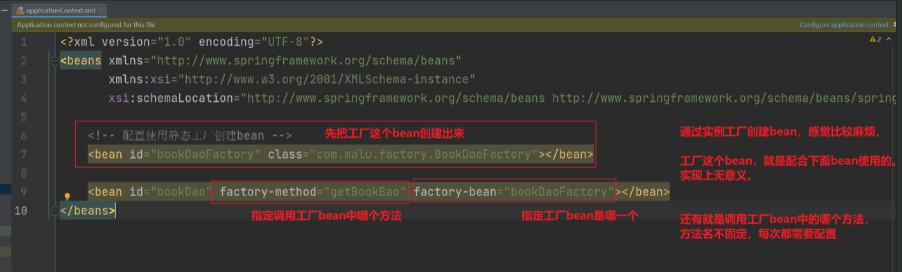 applicationContext.xml
Application context not configured for this file
Configure application context
2
1 <?xml version="1.0" encoding="UTF-8"?>
2 <beans xmlns="http://www.springframework.org/schema/beans"
3 xmlns:xsi="http://www.w3.org/2001/XMLSchema-instance"
4 xsi:schemaLocation="http://www.springframework.org/schema/beans http://www.springframework.org/schema/beans/spring
5
6 <!-- 配置使用静态工厂创建bean -->
先把工厂这个bean创建出来
通过实例工厂创建bean，感觉比较麻烦，
7 <bean id="bookDaoFactory" class="com.malu.factory.BookDaoFactory"></bean>
工厂这个bean，就是配合下面bean使用的。
实现上无意义。
8
9 <bean id="bookDao" factory-method="getBookBao" factory-bean="bookDaoFactory"></bean>
10 </beans>
指定调用工厂bean中哪个方法
指定工厂bean是哪一个
还有就是调用工厂bean中的哪个方法，
方法名不固定，每次都需要配置